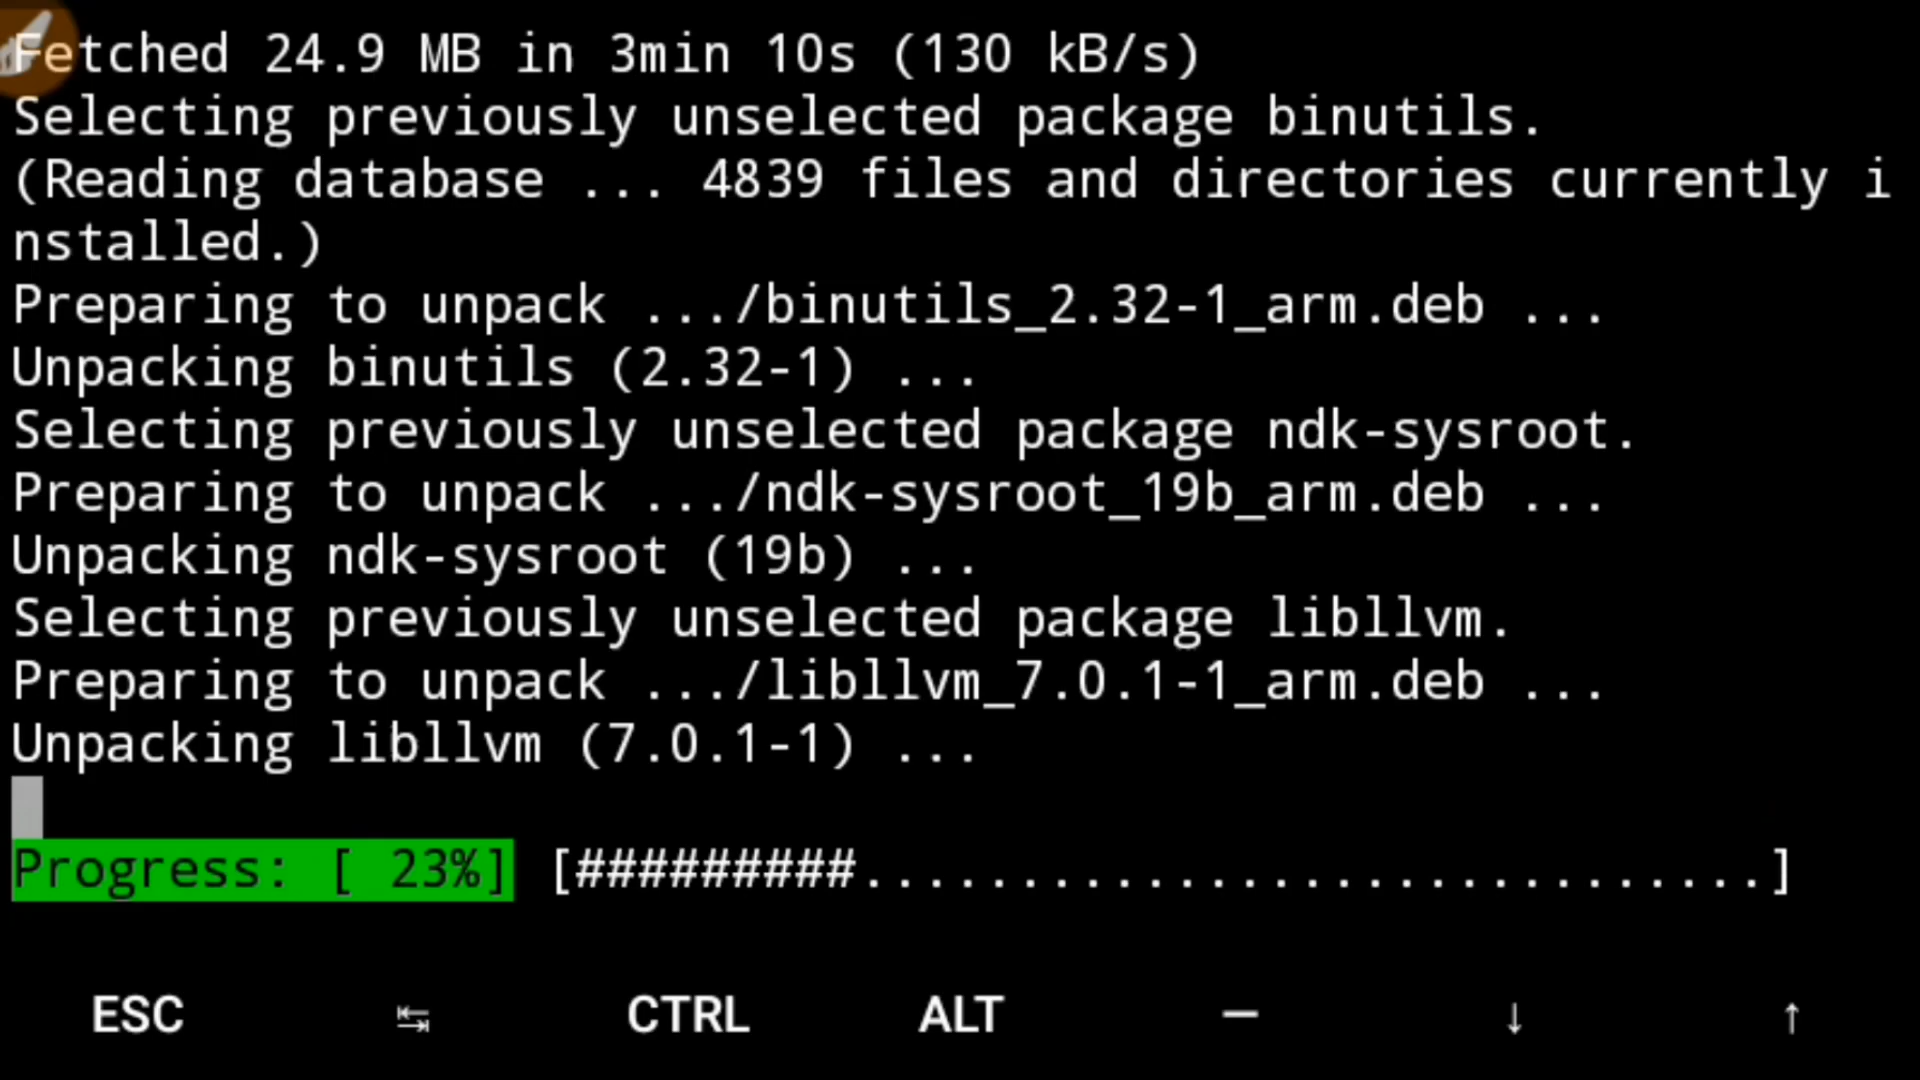 Fetched 24.9 MB in 3min 10s (130 kB/s)
Selecting previously unselected package binutils.
(Reading database ... 4839 files and directories currently i
nstalled.)
Preparing to unpack .../binutils_2.32-1_arm.deb ...
Unpacking binutils (2.32-1) ...
Selecting previously unselected package ndk-sysroot.
Preparing to unpack .../ndk-sysroot_19b_arm.deb ...
Unpacking ndk-sysroot (19b) ...
Selecting previously unselected package libllvm.
Preparing to unpack .../libllvm_7.0.1-1_arm.deb ...
Unpacking libllvm (7.0.1-1) ...
Progress: [ 23%] [#########.............................]
ESC ↹ CTRL ALT — ↓ ↑